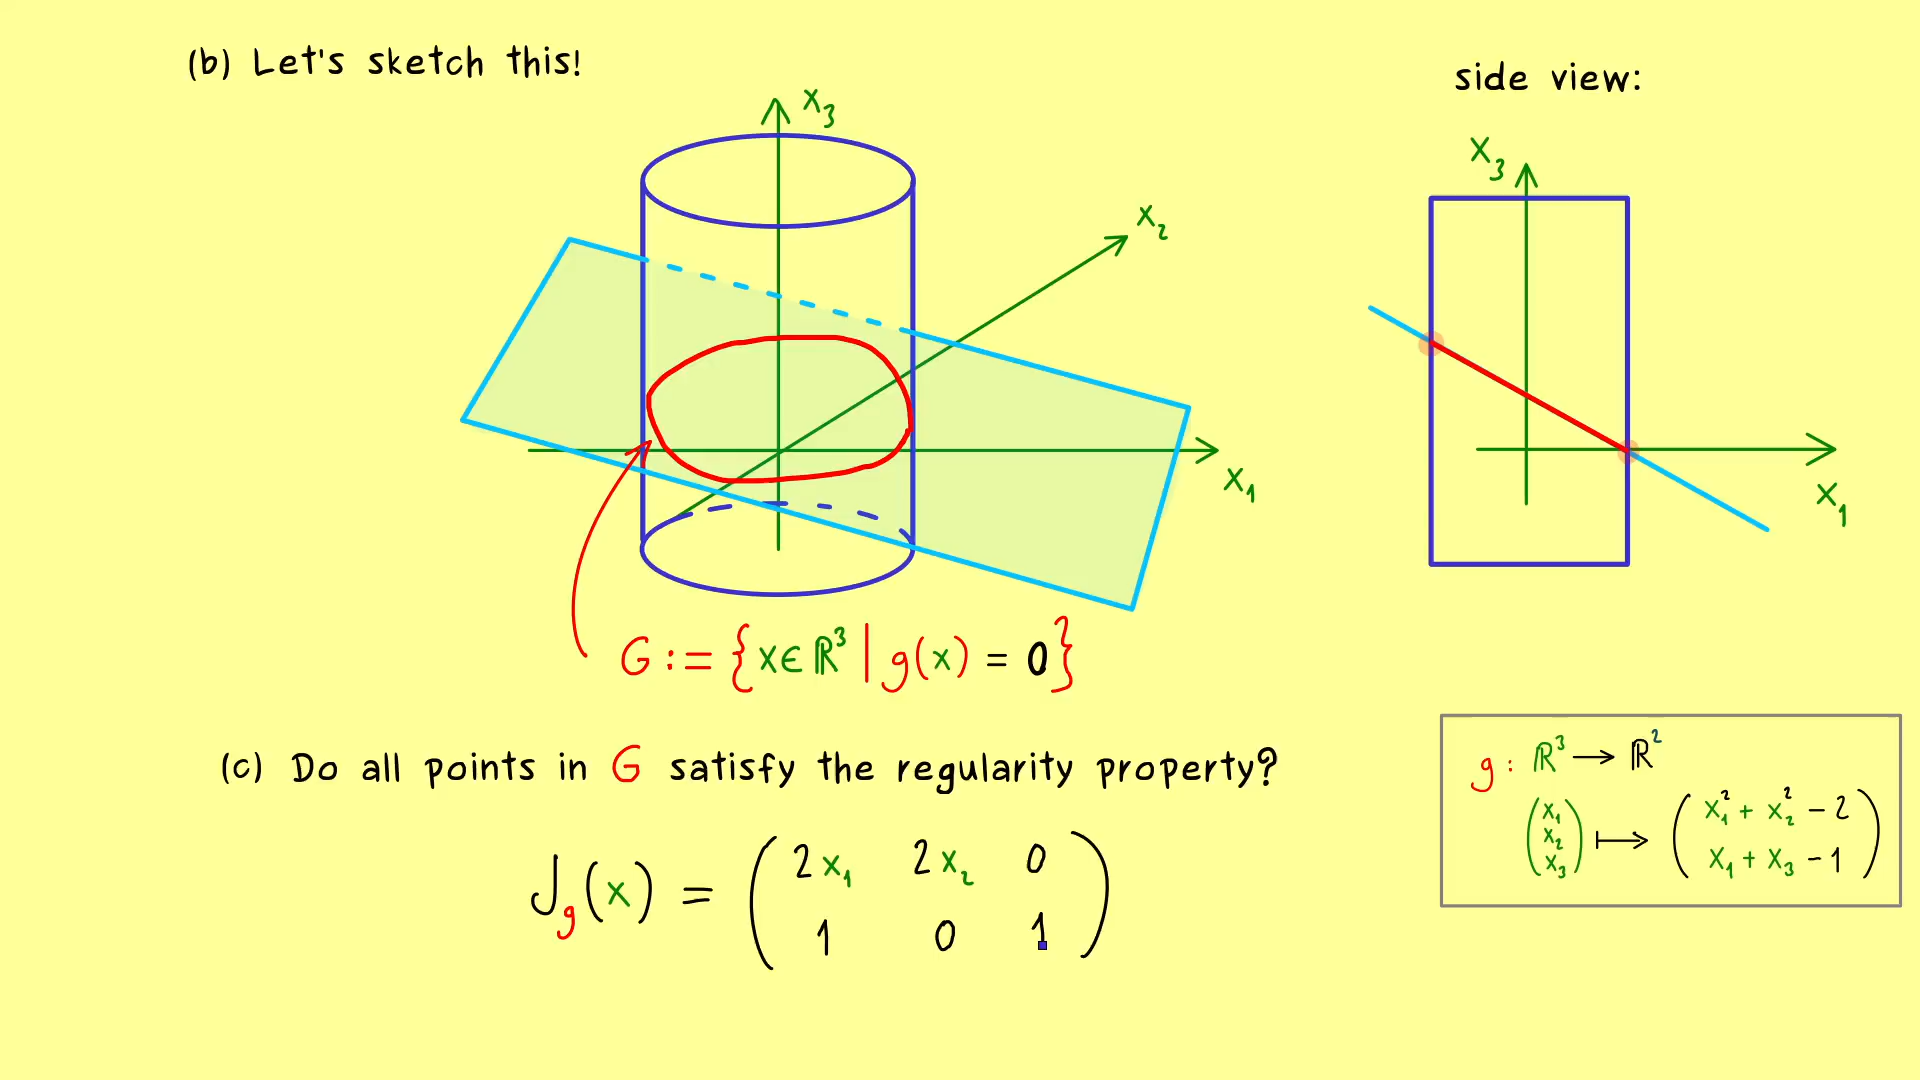 (b) Let's sketch this!
side view:
x₃
x₂
x₁
x₃
x₁
G := {x∈ℝ³ | g(x) = 0}
(c) Do all points in G satisfy the regularity property?
J_g(x) = ( 2x₁ 2x₂ 0
1 0 1 )
g : ℝ³ → ℝ²
(x₁ x₂ x₃) ↦ ( x₁² + x₂² − 2
x₁ + x₃ − 1 )